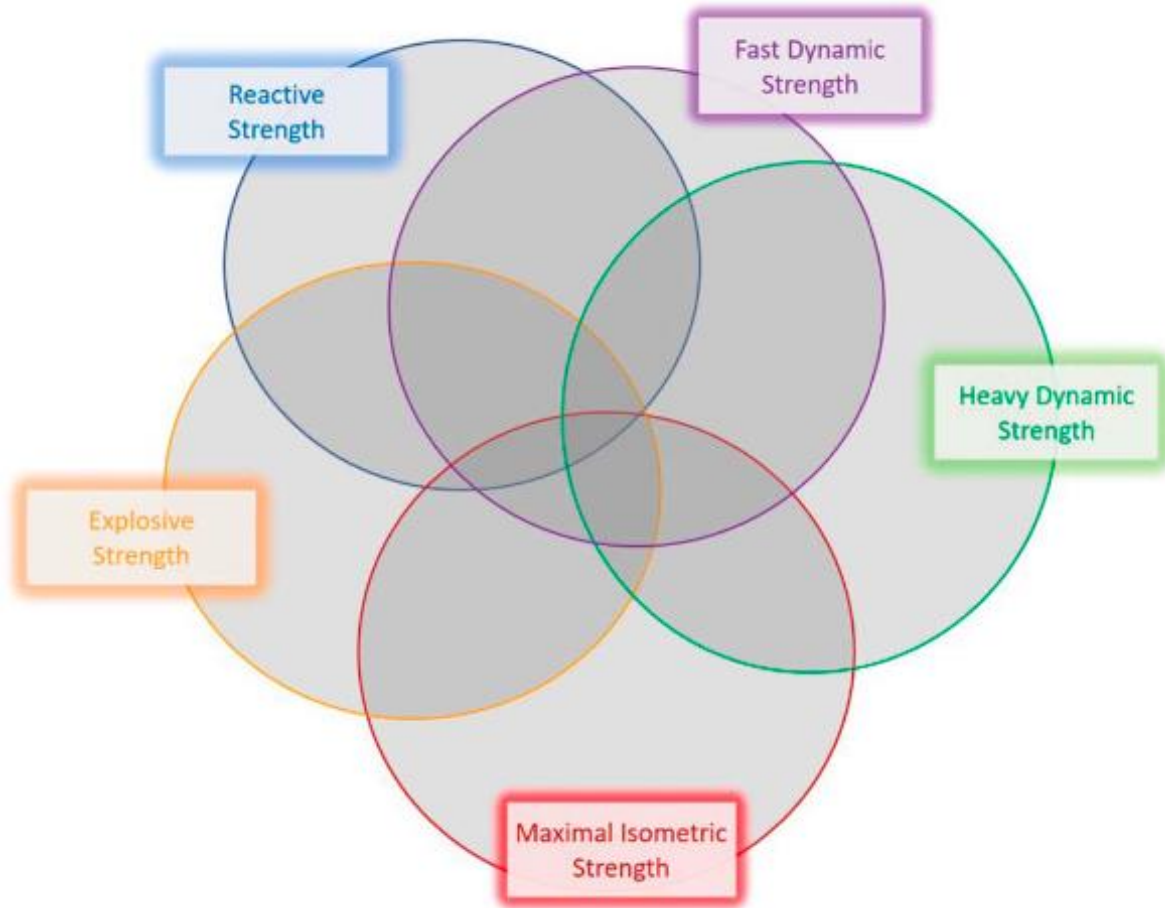 Fast Dynamic
Strength
Reactive
Strength
Heavy Dynamic
Strength
Explosive
Strength
Maximal Isometric
Strength